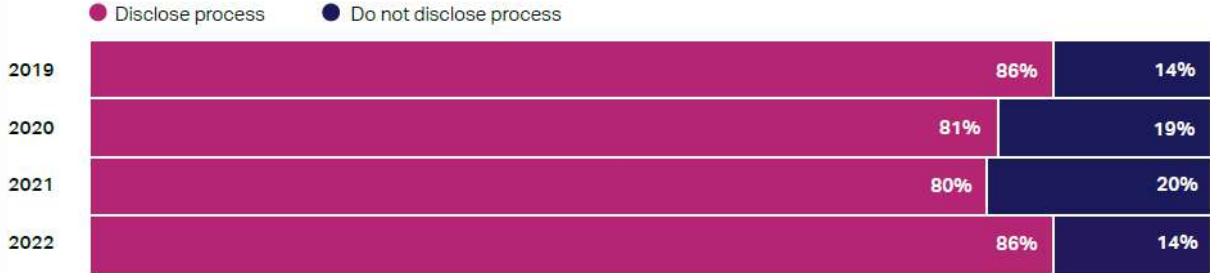 Disclose process Do not disclose process
2019 86% 14%
2020 81% 19%
2021 80% 20%
2022 86% 14%